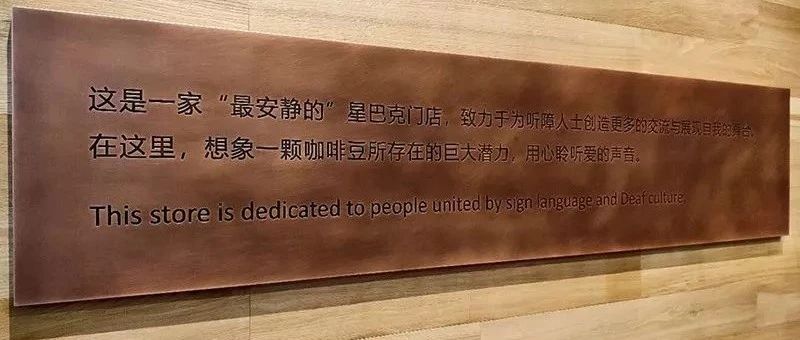 这是一家“最安静的”星巴克门店，致力于为听障人士创造更多的交流与展现自我的舞台，
在这里，想象一颗咖啡豆所存在的巨大潜力，用心聆听爱的声音。
This store is dedicated to people united by sign language and Deaf culture.